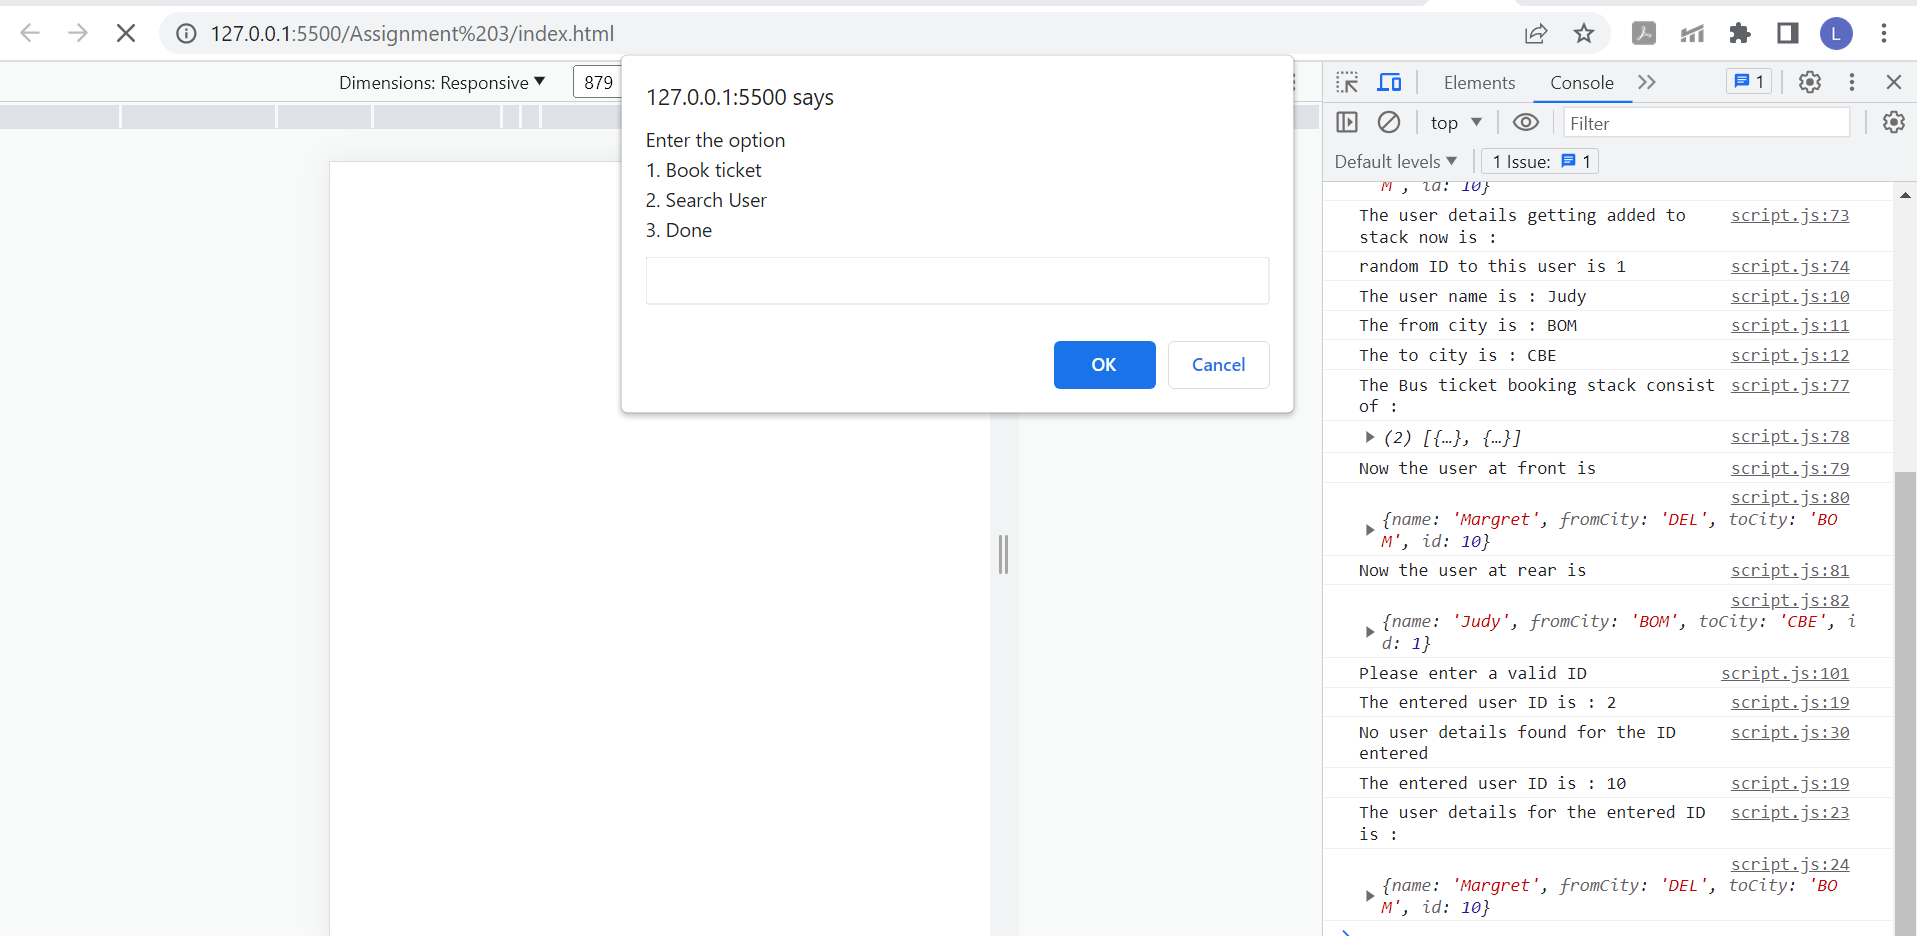 127.0.0.1:5500/Assignment%203/index.html
L
Dimensions: Responsive
879
127.0.0.1:5500 says
Enter the option
1. Book ticket
2. Search User
3. Done
OK
Cancel
Elements
Console
1
top
Filter
Default levels
1 Issue: 1
M', id: 10}
The user details getting added to script.js:73
stack now is :
random ID to this user is 1 script.js:74
The user name is : Judy script.js:10
The from city is : BOM script.js:11
The to city is : CBE script.js:12
The Bus ticket booking stack consist script.js:77
of :
(2) [{…}, {…}] script.js:78
Now the user at front is script.js:79
script.js:80
{name: 'Margret', fromCity: 'DEL', toCity: 'BO
M', id: 10}
Now the user at rear is script.js:81
script.js:82
{name: 'Judy', fromCity: 'BOM', toCity: 'CBE', i
d: 1}
Please enter a valid ID script.js:101
The entered user ID is : 2 script.js:19
No user details found for the ID script.js:30
entered
The entered user ID is : 10 script.js:19
The user details for the entered ID script.js:23
is :
script.js:24
{name: 'Margret', fromCity: 'DEL', toCity: 'BO
M', id: 10}